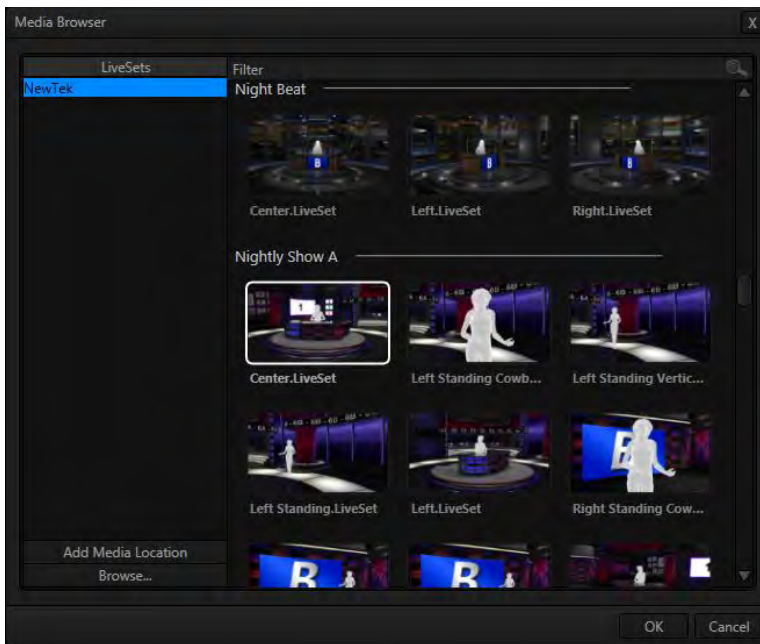 Media Browser
X
LiveSets
Filter
NewTek
Night Beat
B
B
B
Center.LiveSet
Left.LiveSet
Right.LiveSet
Nightly Show A
1
Center.LiveSet
Left Standing Cowb...
Left Standing Vertic...
B
Left Standing.LiveSet
Left.LiveSet
Right Standing Cow...
Add Media Location
B
B
Browse...
OK
Cancel